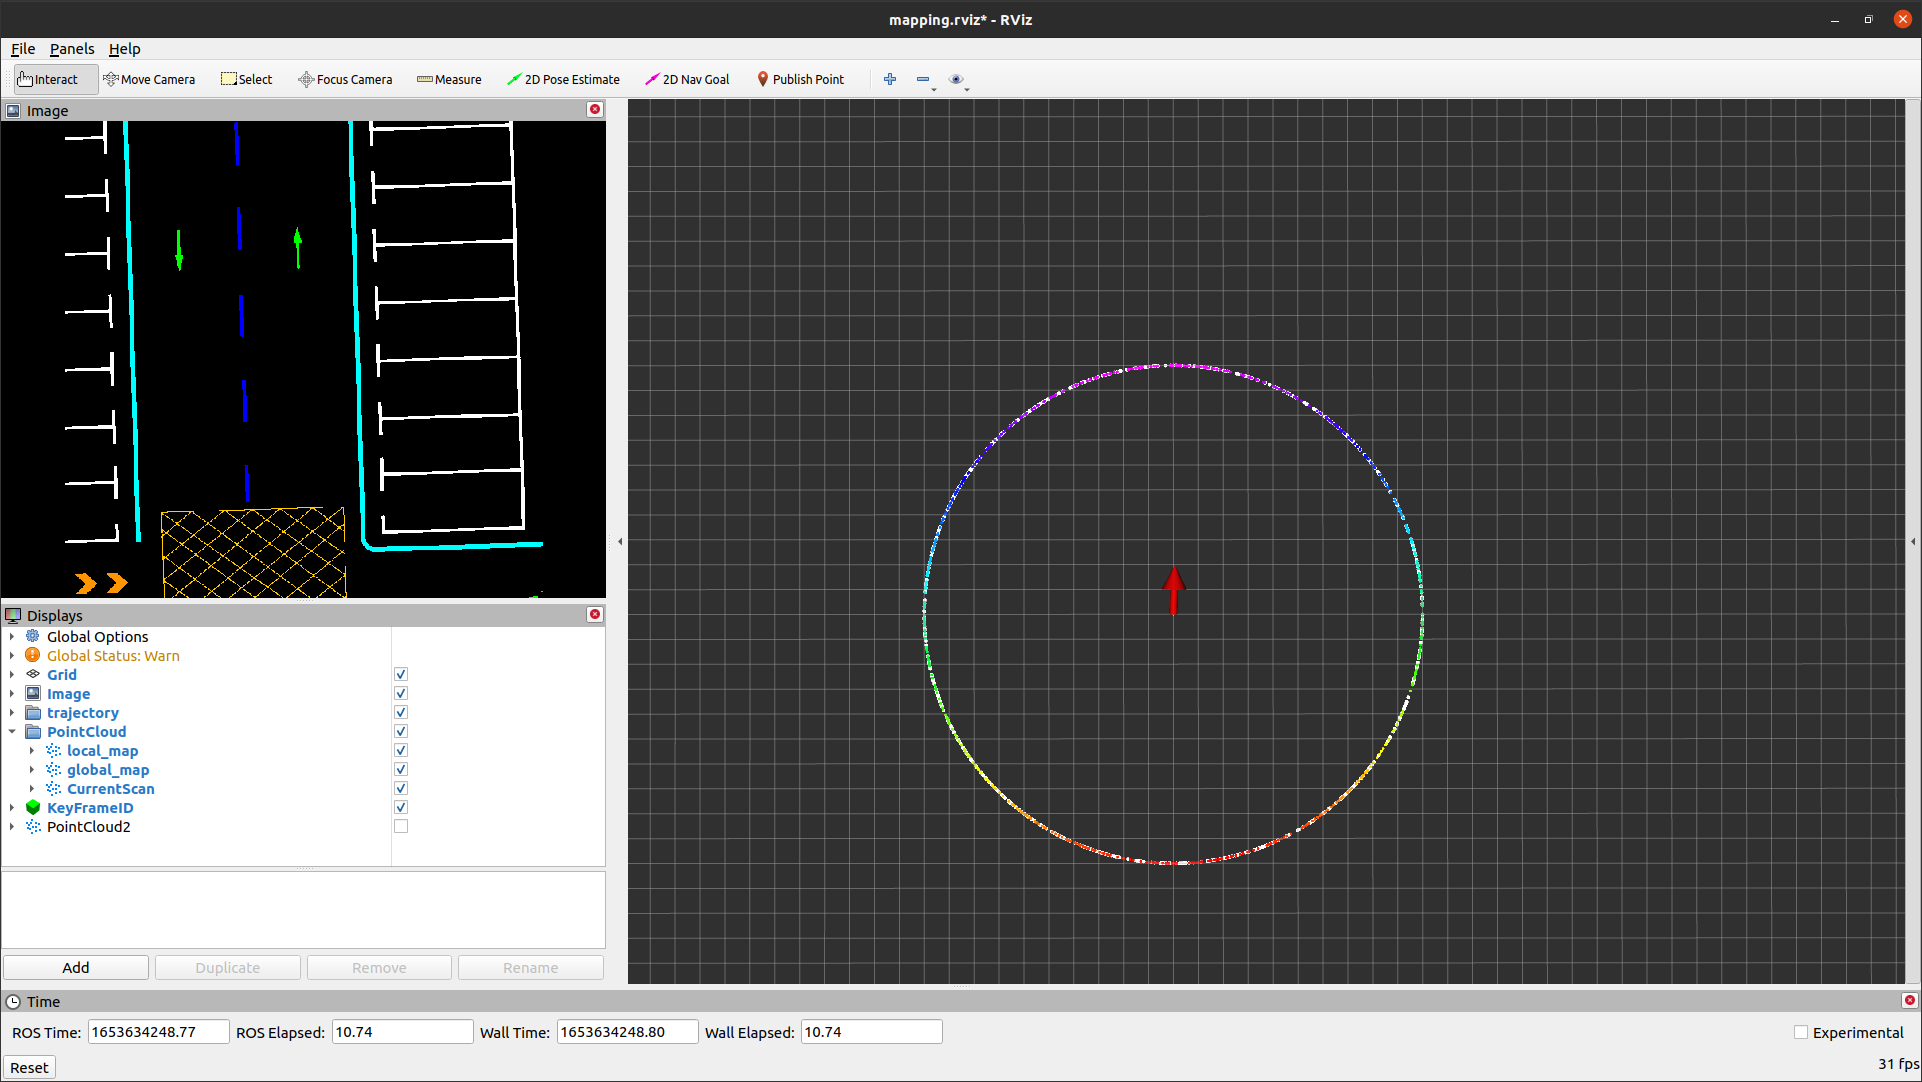 mapping.rviz* - RViz
File Panels Help
Interact Move Camera Select Focus Camera Measure 2D Pose Estimate 2D Nav Goal Publish Point
Image
Displays
Global Options
Global Status: Warn
Grid
Image
trajectory
PointCloud
local_map
global_map
CurrentScan
KeyFrameID
PointCloud2
Add Duplicate Remove Rename
Time
ROS Time: 1653634248.77 ROS Elapsed: 10.74 Wall Time: 1653634248.80 Wall Elapsed: 10.74 Experimental
Reset 31 fps